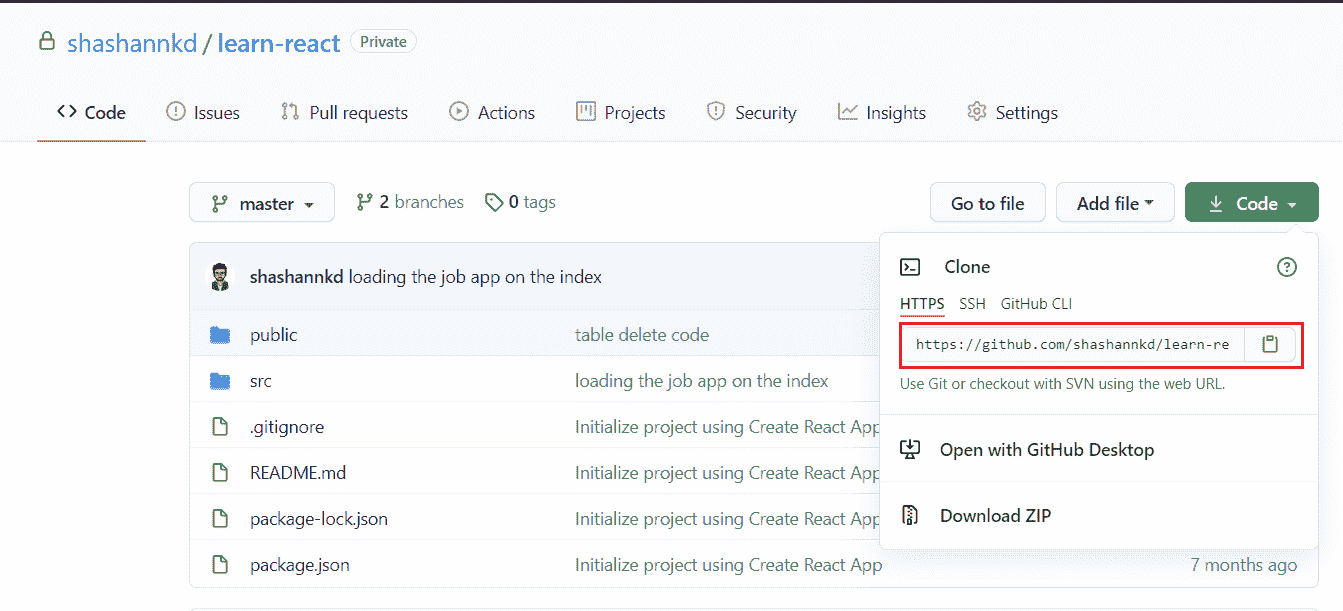 shashannkd / learn-react Private
Code Issues Pull requests Actions Projects Security Insights Settings
master 2 branches 0 tags Go to file Add file Code
shashannkd loading the job app on the index
public table delete code
src loading the job app on the index
.gitignore Initialize project using Create React App
README.md Initialize project using Create React App
package-lock.json Initialize project using Create React App
package.json Initialize project using Create React App 7 months ago
Clone
HTTPS SSH GitHub CLI
https://github.com/shashannkd/learn-re
Use Git or checkout with SVN using the web URL.
Open with GitHub Desktop
Download ZIP